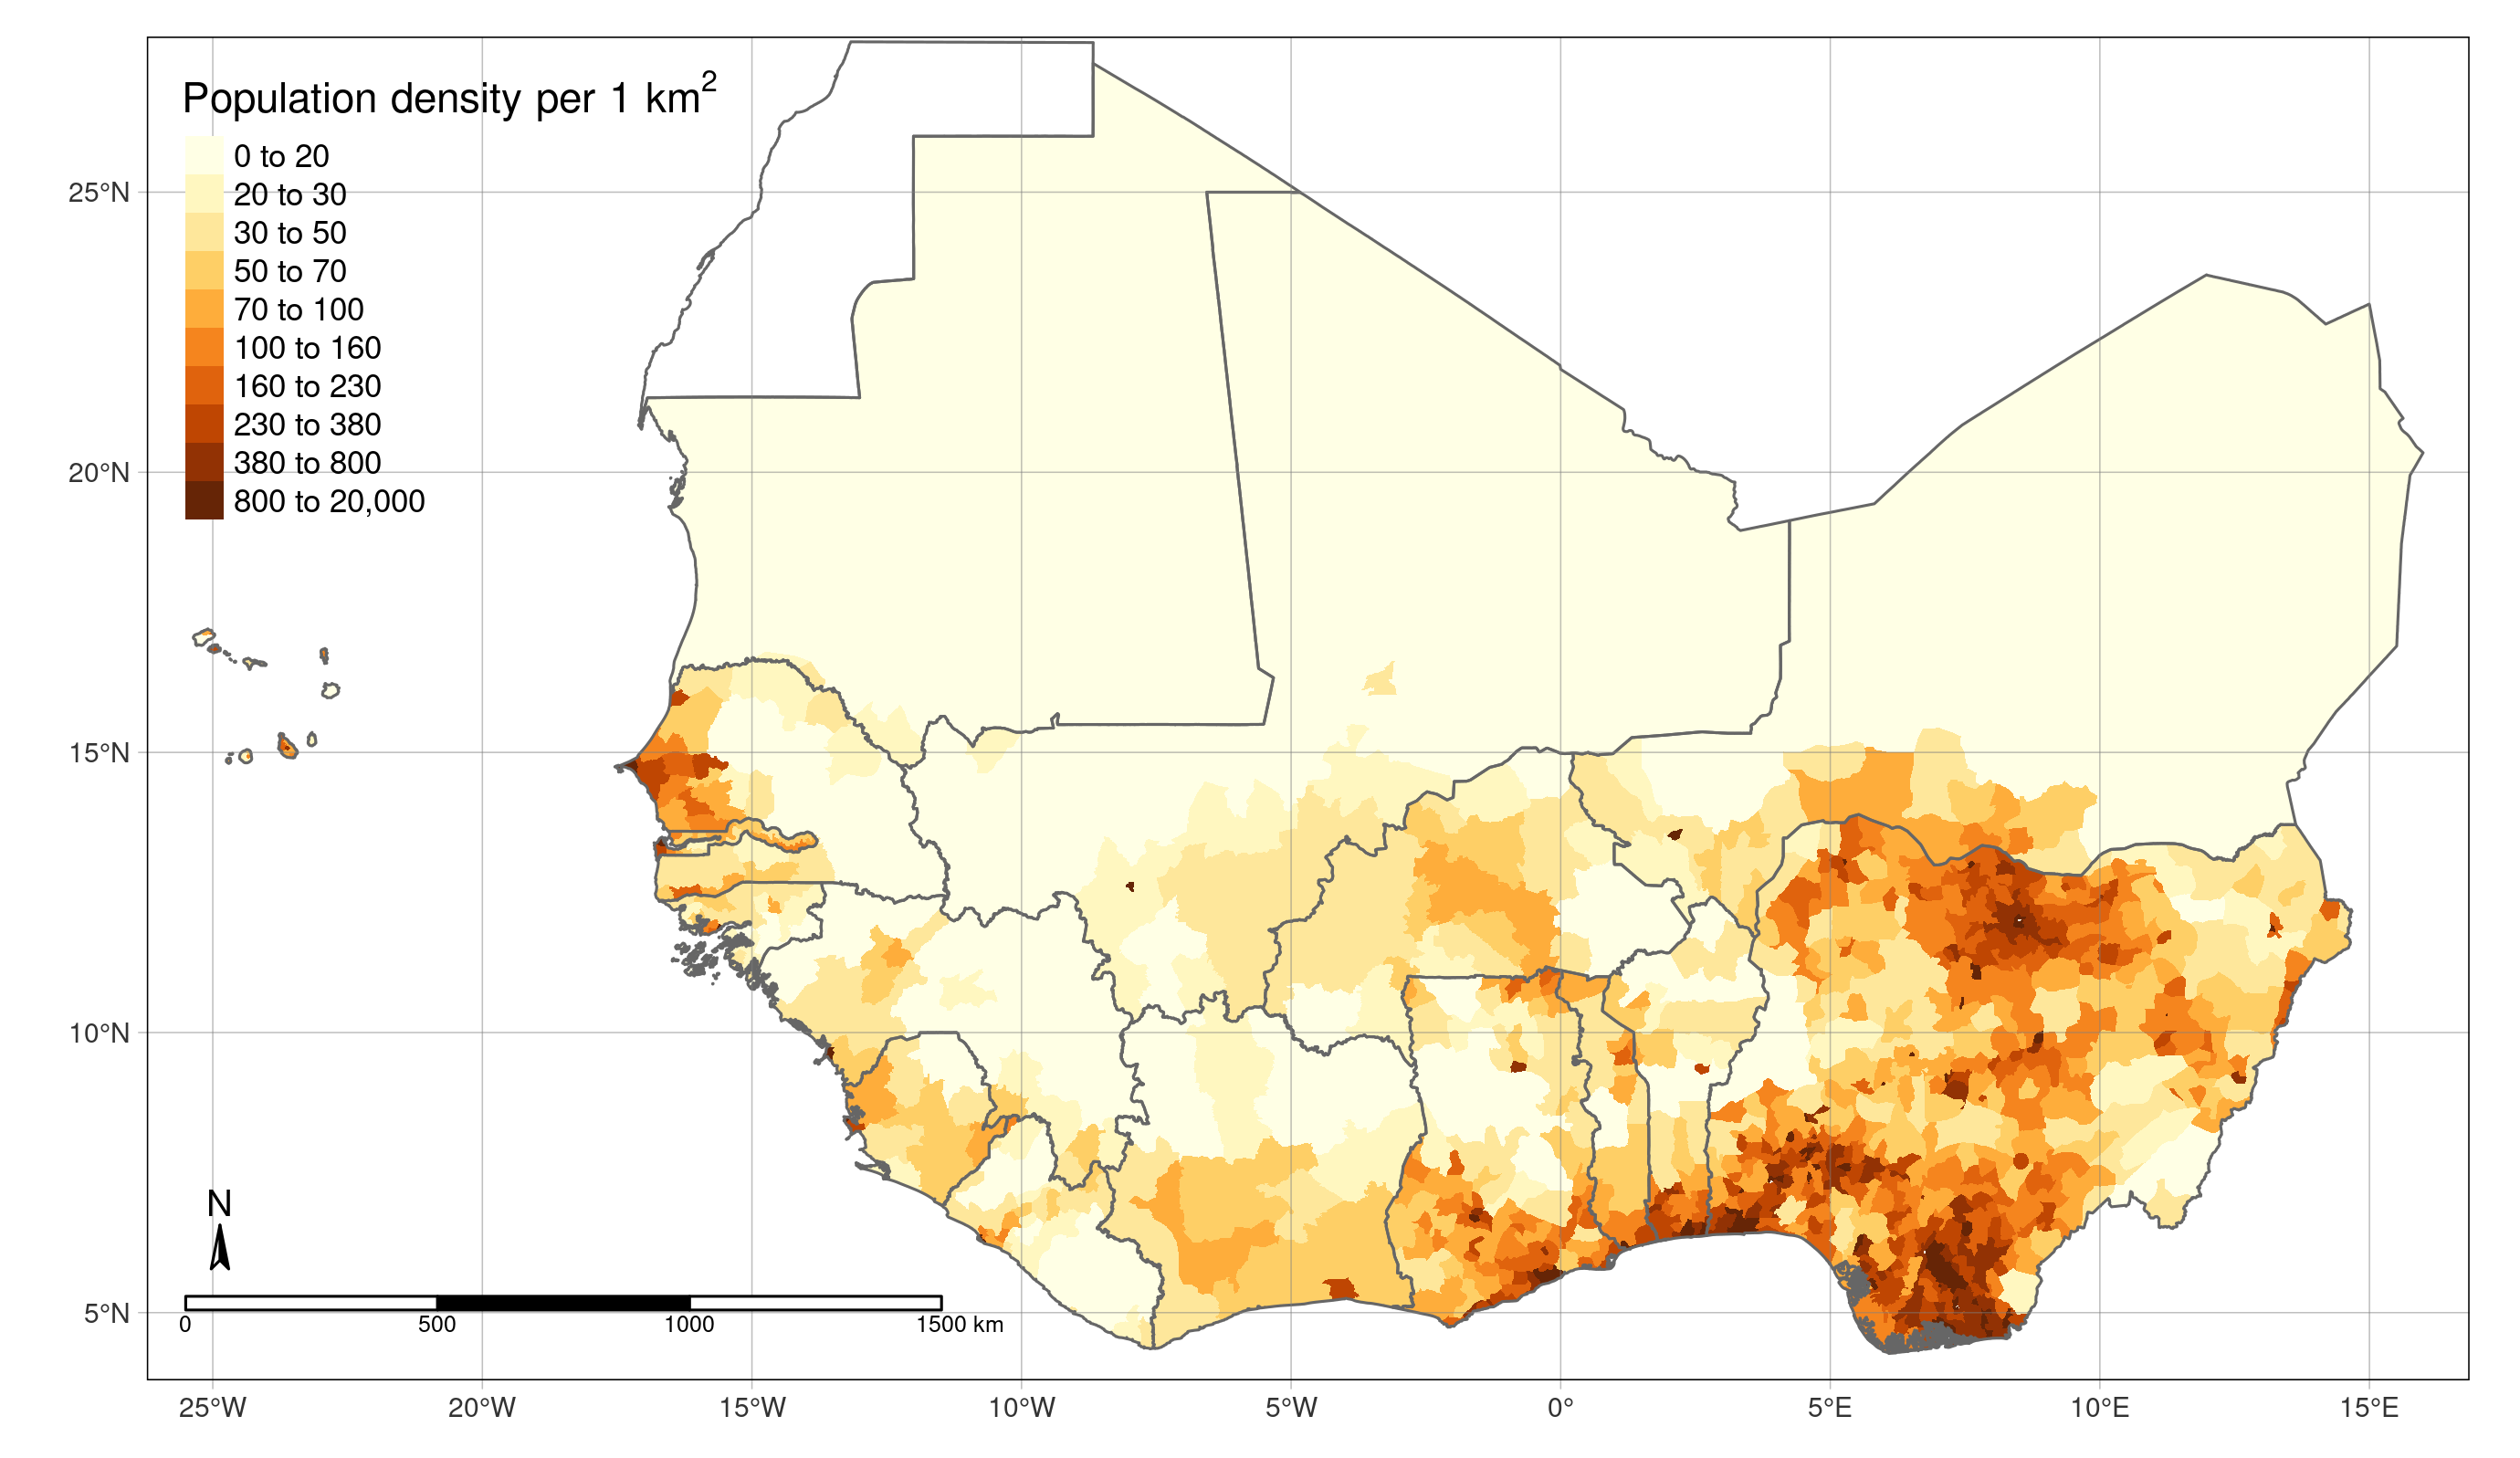 Population density per 1 km²
0 to 20
20 to 30
30 to 50
50 to 70
70 to 100
100 to 160
160 to 230
230 to 380
380 to 800
800 to 20,000
25°N
20°N
15°N
10°N
5°N
N
0 500 1000 1500 km
25°W 20°W 15°W 10°W 5°W 0° 5°E 10°E 15°E